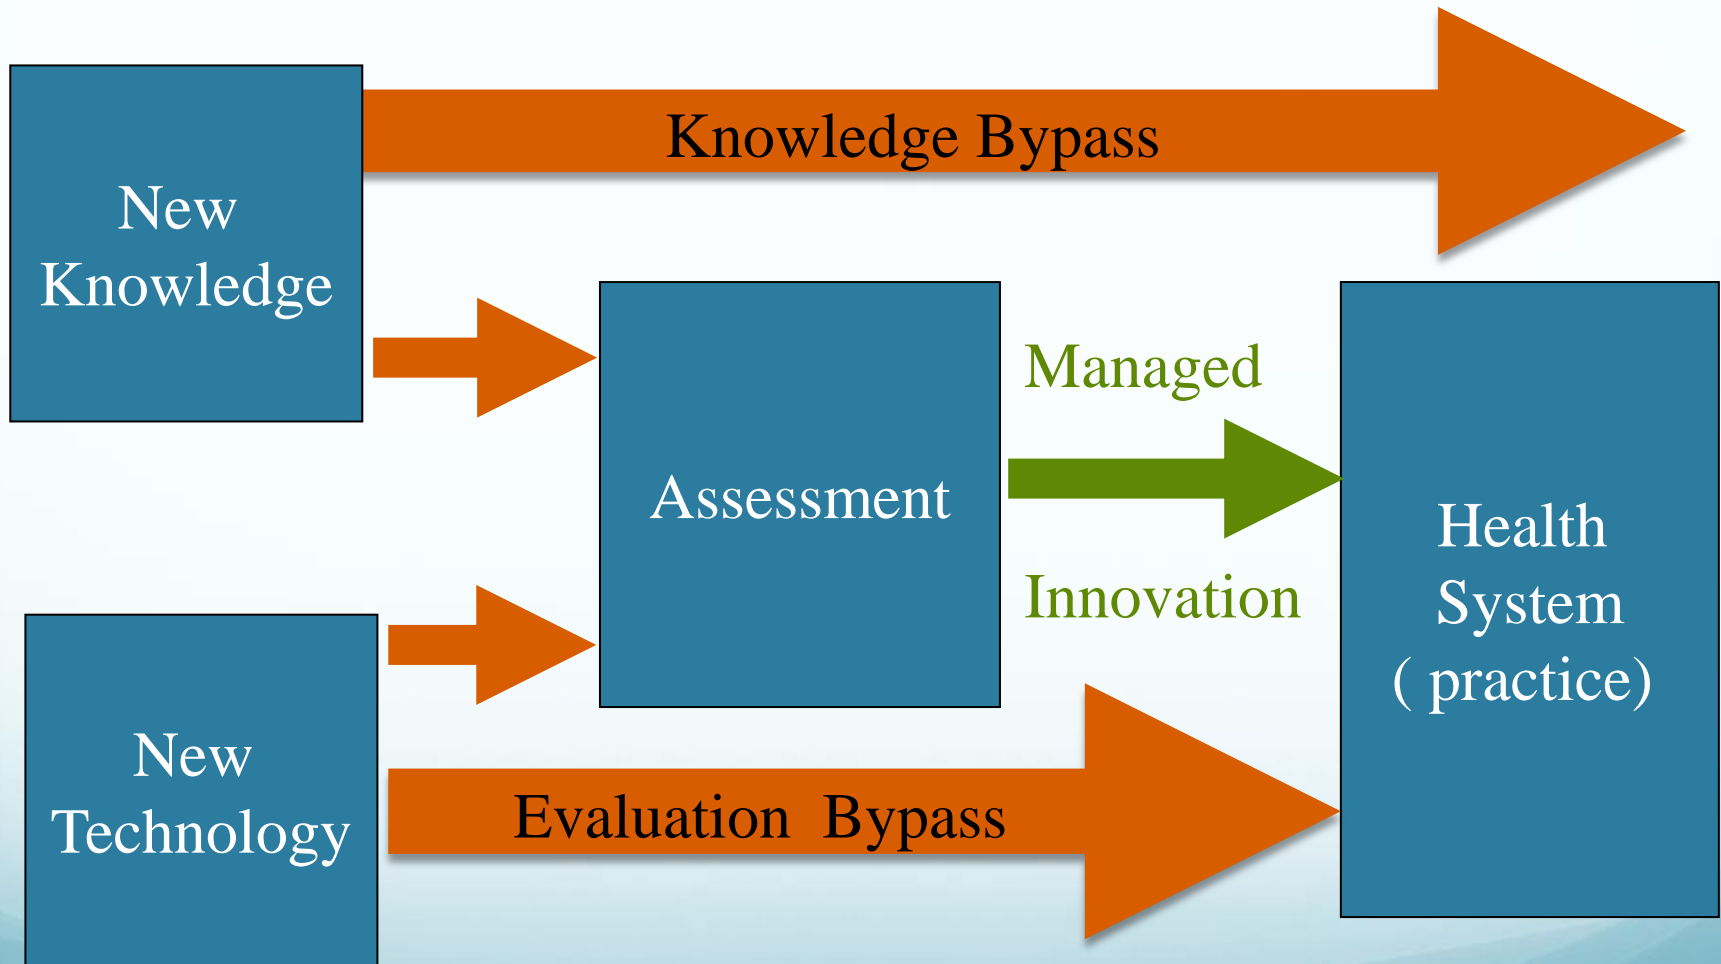 Knowledge Bypass
New
Knowledge
Managed
Assessment
Innovation
Health
System
( practice)
New
Technology
Evaluation  Bypass